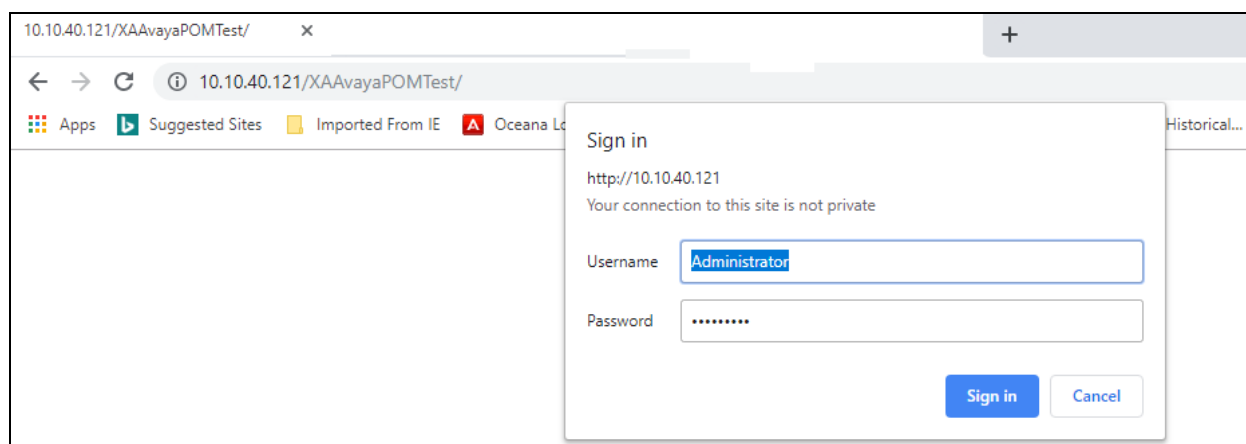 10.10.40.121/XAAvayaPOMTest/
10.10.40.121/XAAvayaPOMTest/
Apps Suggested Sites Imported From IE Oceana Lo Historical...
Sign in
http://10.10.40.121
Your connection to this site is not private
Username Administrator
Password •••••••••
Sign in Cancel